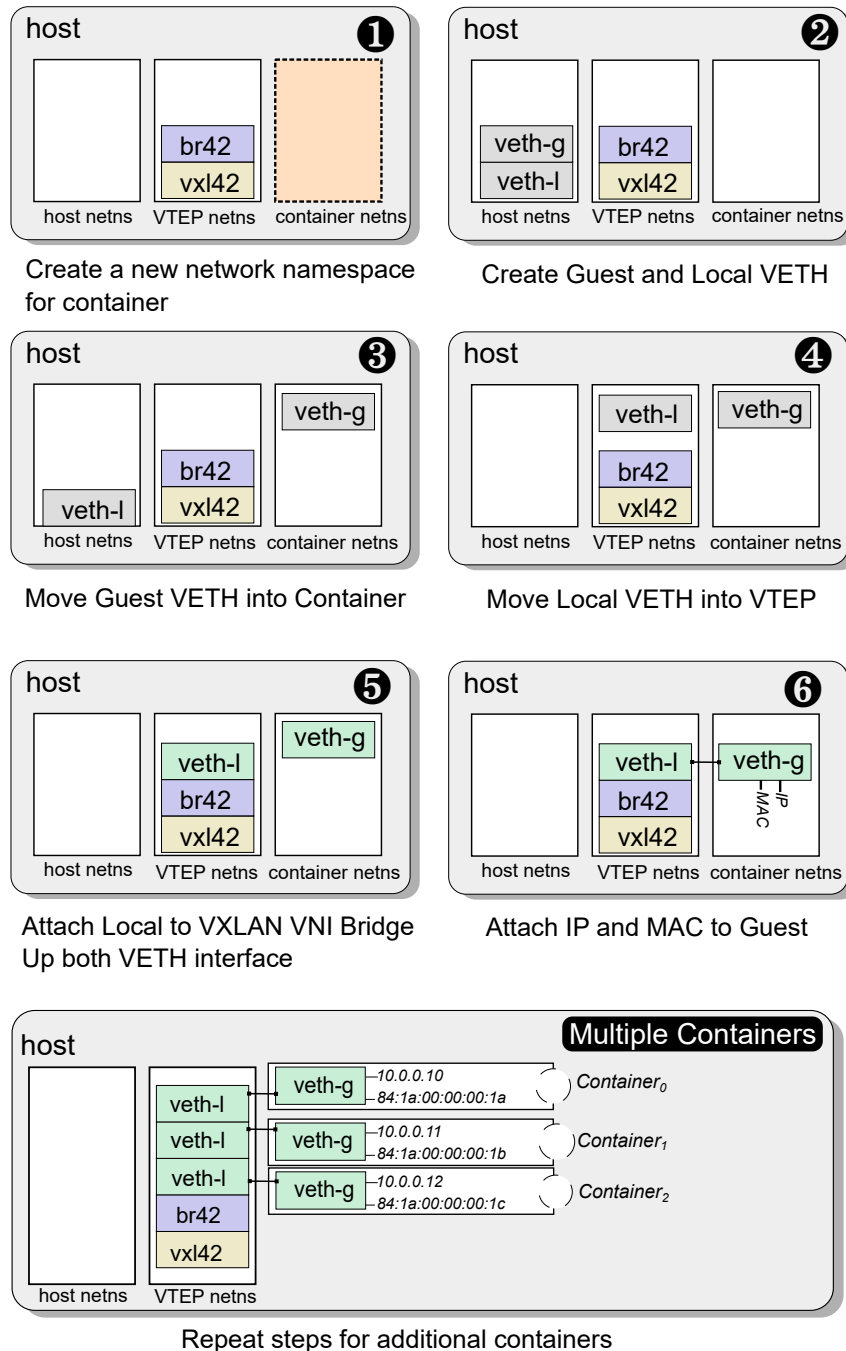 host
❶
br42
vxl42
host netns
VTEP netns
container netns
Create a new network namespace
for container
host
❷
veth-g
veth-l
br42
vxl42
host netns
VTEP netns
container netns
Create Guest and Local VETH
host
❸
veth-g
br42
veth-l
vxl42
host netns
VTEP netns
container netns
Move Guest VETH into Container
host
❹
veth-l
veth-g
br42
vxl42
host netns
VTEP netns
container netns
Move Local VETH into VTEP
host
❺
veth-g
veth-l
br42
vxl42
host netns
VTEP netns
container netns
Attach Local to VXLAN VNI Bridge
Up both VETH interface
host
❻
veth-l
veth-g
br42
vxl42
IP
MAC
host netns
VTEP netns
container netns
Attach IP and MAC to Guest
host
Multiple Containers
veth-l
veth-g
10.0.0.10
84:1a:00:00:00:1a
Container0
veth-l
veth-g
10.0.0.11
84:1a:00:00:00:1b
Container1
veth-l
veth-g
10.0.0.12
84:1a:00:00:00:1c
Container2
br42
vxl42
host netns
VTEP netns
Repeat steps for additional containers